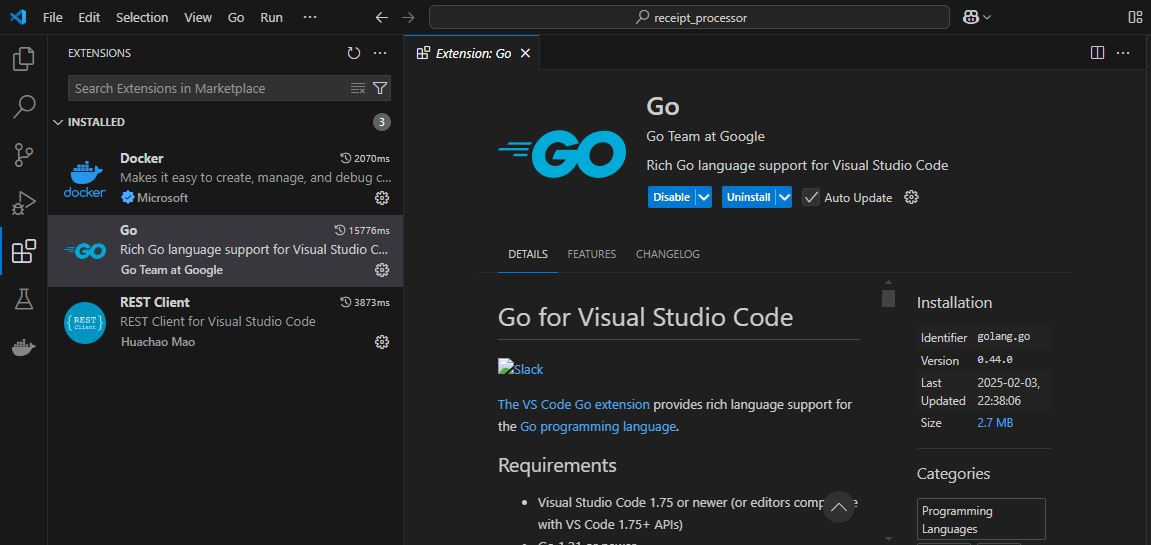 File Edit Selection View Go Run ···
receipt_processor
EXTENSIONS
Search Extensions in Marketplace
INSTALLED
3
docker
Docker
2070ms
Makes it easy to create, manage, and debug c...
Microsoft
GO
Go
15776ms
Rich Go language support for Visual Studio C...
Go Team at Google
{REST}
Client
REST Client
3873ms
REST Client for Visual Studio Code
Huachao Mao
Extension: Go
GO
Go
Go Team at Google
Rich Go language support for Visual Studio Code
Disable
Uninstall
Auto Update
DETAILS
FEATURES
CHANGELOG
Go for Visual Studio Code
Slack
The VS Code Go extension provides rich language support for
the Go programming language.
Requirements
• Visual Studio Code 1.75 or newer (or editors comp e
with VS Code 1.75+ APIs)
• Go 1.21 or newer
Installation
Identifier golang.go
Version 0.44.0
Last 2025-02-03,
Updated 22:38:06
Size 2.7 MB
Categories
Programming
Languages